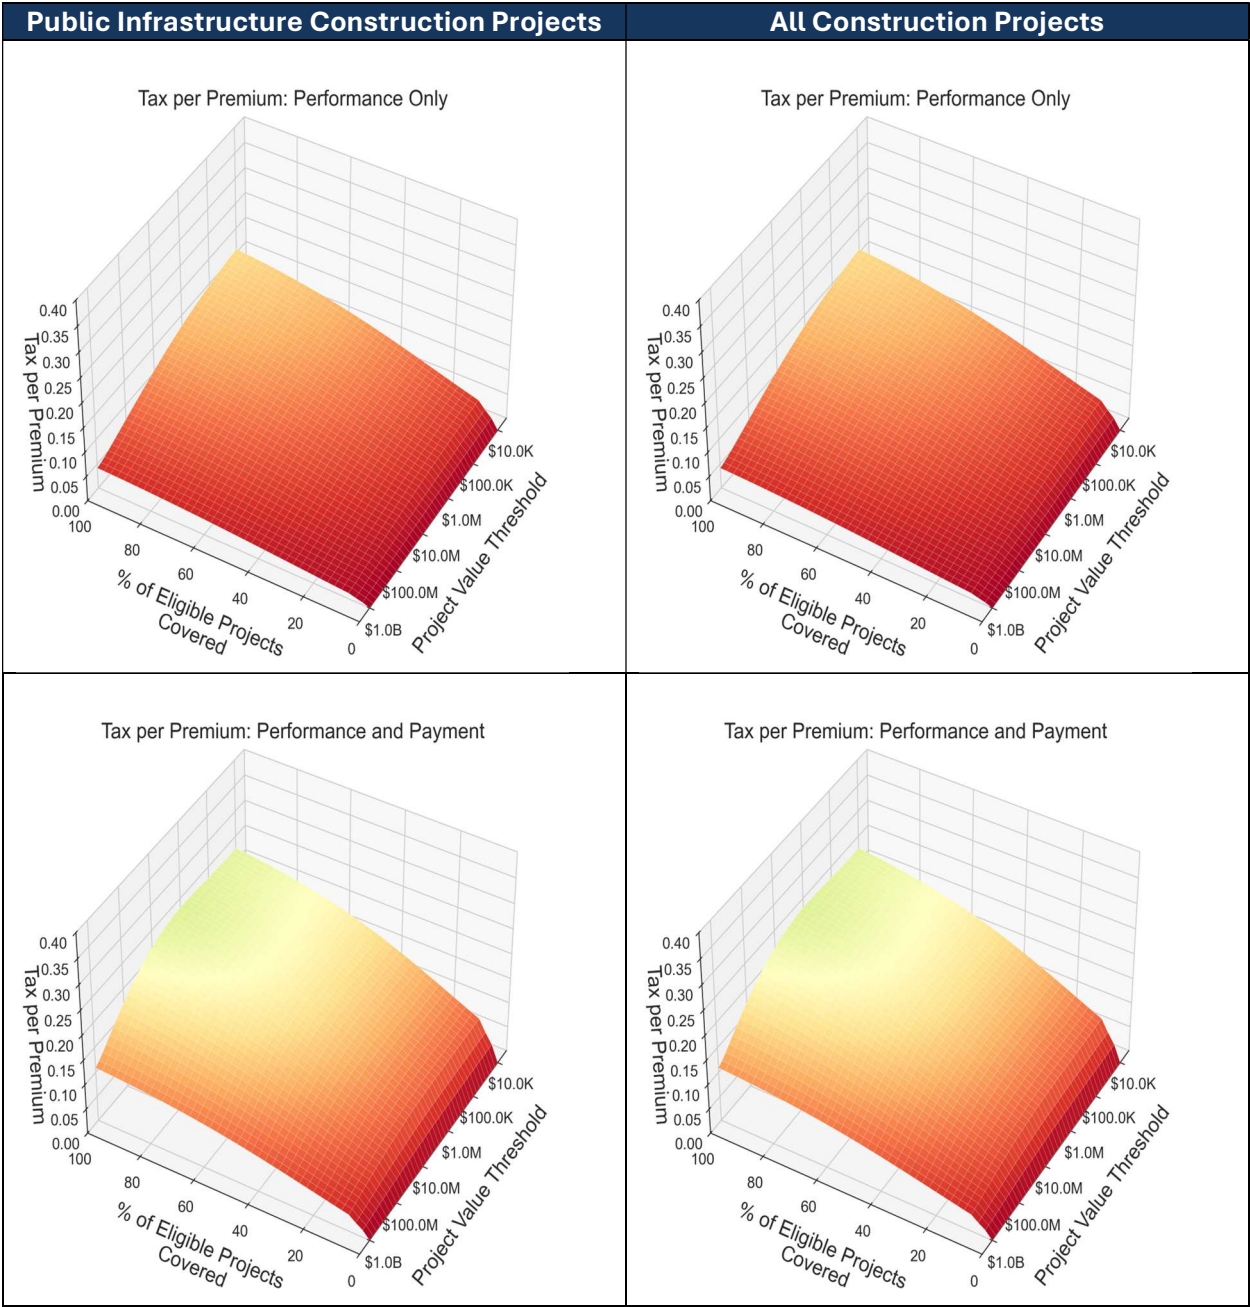 Public Infrastructure Construction Projects
All Construction Projects
Tax per Premium: Performance Only
0.40
0.35
0.30
0.25
0.20
0.15
0.10
0.05
0.00
Tax per Premium
100
80
60
40
20
0
% of Eligible Projects
Covered
$10.0K
$100.0K
$1.0M
$10.0M
$100.0M
$1.0B
Project Value Threshold
Tax per Premium: Performance Only
0.40
0.35
0.30
0.25
0.20
0.15
0.10
0.05
0.00
Tax per Premium
100
80
60
40
20
0
% of Eligible Projects
Covered
$10.0K
$100.0K
$1.0M
$10.0M
$100.0M
$1.0B
Project Value Threshold
Tax per Premium: Performance and Payment
0.40
0.35
0.30
0.25
0.20
0.15
0.10
0.05
0.00
Tax per Premium
100
80
60
40
20
0
% of Eligible Projects
Covered
$10.0K
$100.0K
$1.0M
$10.0M
$100.0M
$1.0B
Project Value Threshold
Tax per Premium: Performance and Payment
0.40
0.35
0.30
0.25
0.20
0.15
0.10
0.05
0.00
Tax per Premium
100
80
60
40
20
0
% of Eligible Projects
Covered
$10.0K
$100.0K
$1.0M
$10.0M
$100.0M
$1.0B
Project Value Threshold